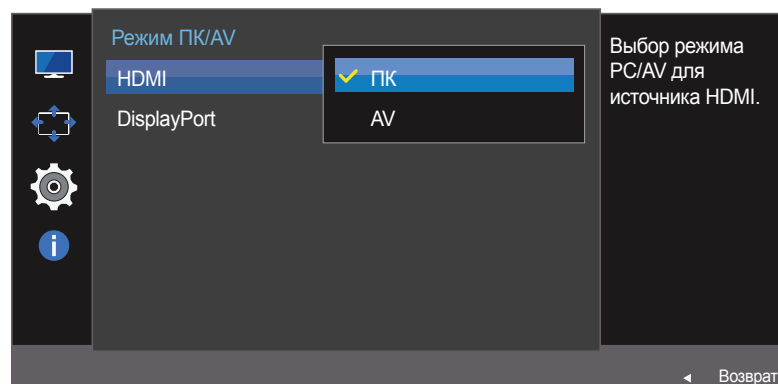 Режим ПК/AV
HDMI
ПК
DisplayPort
AV
Выбор режима
PC/AV для
источника HDMI.
Возврат